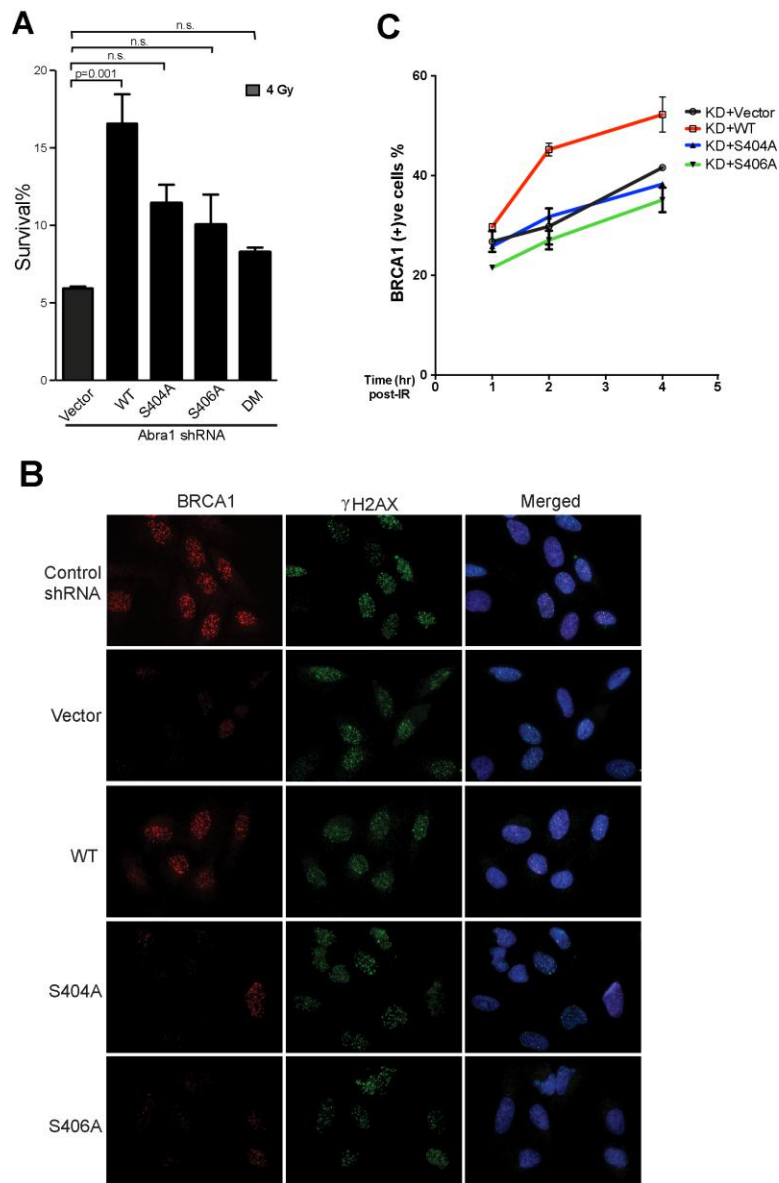 A
n.s.
n.s.
n.s.
p=0.001
4 Gy
Survival%
20
15
10
5
0
Vector
WT
S404A
S406A
DM
Abra1 shRNA
C
BRCA1 (+)ve cells %
60
40
20
0
KD+Vector
KD+WT
KD+S404A
KD+S406A
Time (hr)
post-IR
0 1 2 3 4 5
B
BRCA1 γH2AX Merged
Control
shRNA
Vector
WT
S404A
S406A